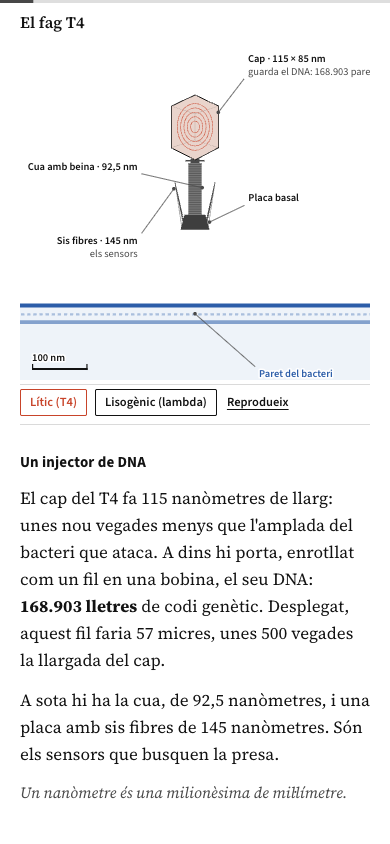 El fag T4
Cap · 115 × 85 nm
guarda el DNA: 168.903 pare
Cua amb beina · 92,5 nm
Placa basal
Sis fibres · 145 nm
els sensors
100 nm
Paret del bacteri
Lític (T4)
Lisogènic (lambda)
Reprodueix
Un injector de DNA
El cap del T4 fa 115 nanòmetres de llarg:
unes nou vegades menys que l'amplada del
bacteri que ataca. A dins hi porta, enrotllat
com un fil en una bobina, el seu DNA:
168.903 lletres de codi genètic. Desplegat,
aquest fil faria 57 micres, unes 500 vegades
la llargada del cap.
A sota hi ha la cua, de 92,5 nanòmetres, i una
placa amb sis fibres de 145 nanòmetres. Són
els sensors que busquen la presa.
Un nanòmetre és una milionèsima de mil·límetre.